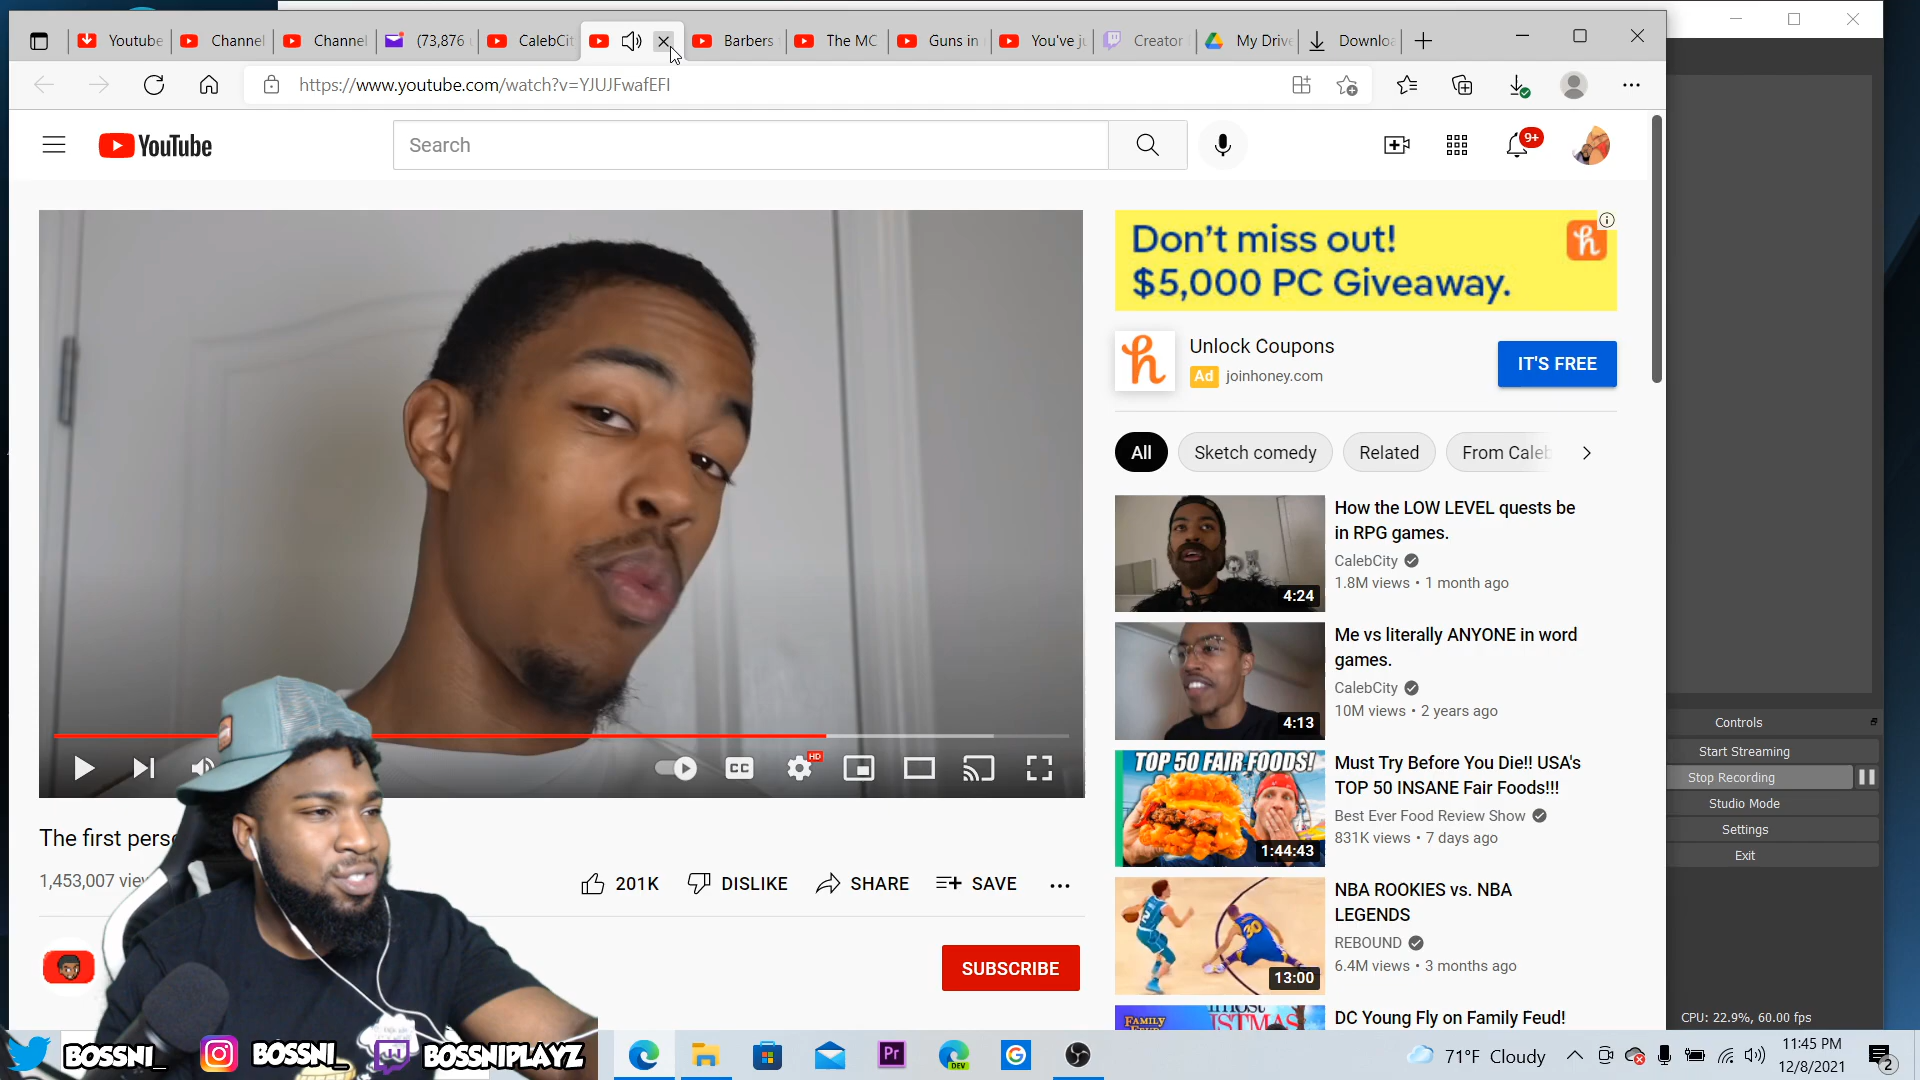 Youtube
Channel
Channel
(73,876
CalebCit
Barbers
The MC
Guns in
You've ju
Creator
My Drive
Downloa
https://www.youtube.com/watch?v=YJUJFwafEFI
YouTube
Search
9+
Don't miss out!
$5,000 PC Giveaway.
Unlock Coupons
Ad joinhoney.com
IT'S FREE
All
Sketch comedy
Related
From Caleb
How the LOW LEVEL quests be
in RPG games.
CalebCity
1.8M views • 1 month ago
4:24
Me vs literally ANYONE in word
games.
CalebCity
10M views • 2 years ago
4:13
TOP 50 FAIR FOODS!
Must Try Before You Die!! USA's
TOP 50 INSANE Fair Foods!!!
Best Ever Food Review Show
831K views • 7 days ago
1:44:43
NBA ROOKIES vs. NBA
LEGENDS
REBOUND
6.4M views • 3 months ago
13:00
FAMILY
DC Young Fly on Family Feud!
CC
HD
The first pers
1,453,007 view
201K
DISLIKE
SHARE
SAVE
SUBSCRIBE
Controls
Start Streaming
Stop Recording
Studio Mode
Settings
Exit
CPU: 22.9%, 60.00 fps
BOSSNI_
BOSSNI_
BOSSNIPLAYZ
Pr
DEV
G
71°F Cloudy
11:45 PM
12/8/2021
2